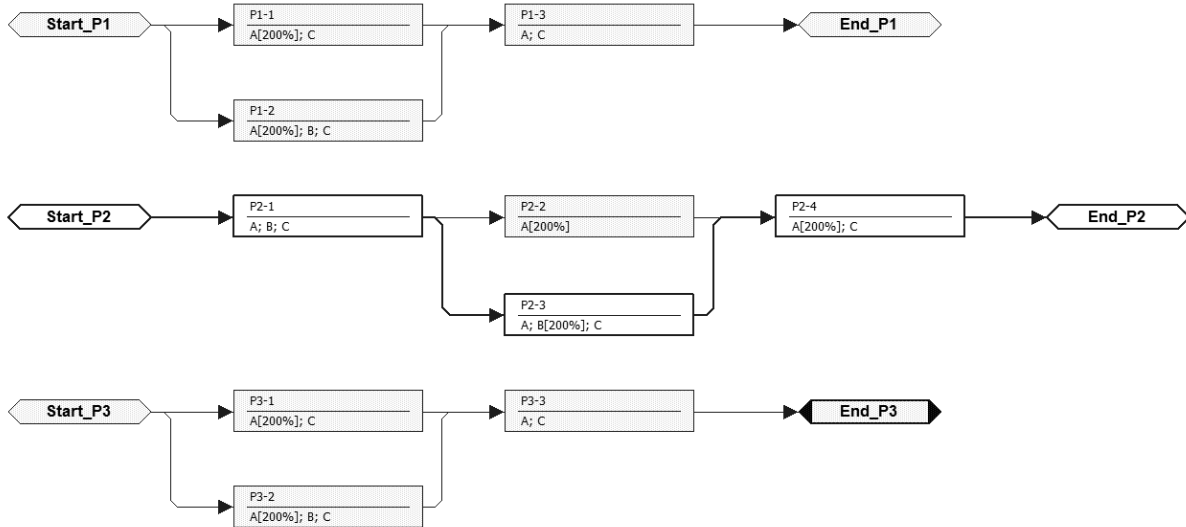 Start_P1
P1-1
A[200%]; C
P1-3
A; C
End_P1
P1-2
A[200%]; B; C
Start_P2
P2-1
A; B; C
P2-2
A[200%]
P2-4
A[200%]; C
End_P2
P2-3
A; B[200%]; C
Start_P3
P3-1
A[200%]; C
P3-3
A; C
End_P3
P3-2
A[200%]; B; C